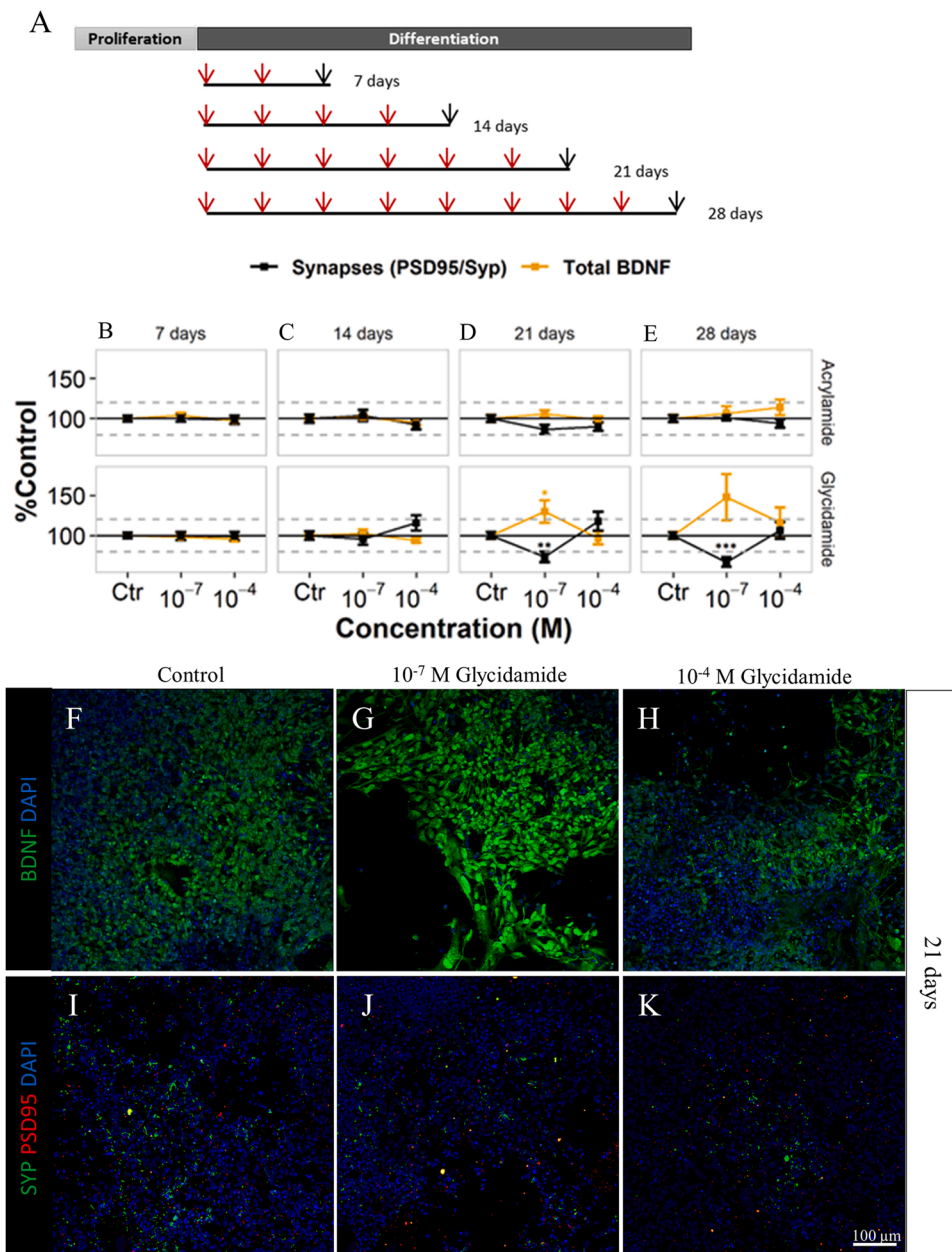 A
Proliferation Differentiation
7 days
14 days
21 days
28 days
Synapses (PSD95/Syp) Total BDNF
B 7 days C 14 days D 21 days E 28 days
%Control
150
100
Acrylamide
150
100
* ** ***
Glycidamide
Ctr 10⁻⁷ 10⁻⁴ Ctr 10⁻⁷ 10⁻⁴ Ctr 10⁻⁷ 10⁻⁴ Ctr 10⁻⁷ 10⁻⁴
Concentration (M)
Control 10⁻⁷ M Glycidamide 10⁻⁴ M Glycidamide
BDNF DAPI
F G H
21 days
SYP PSD95 DAPI
I J K
100 µm